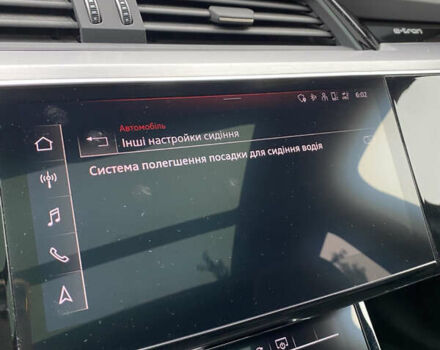 e-tron
6:02
Автомобіль
Інші настройки сидіння
Система полегшення посадки для сидіння водія